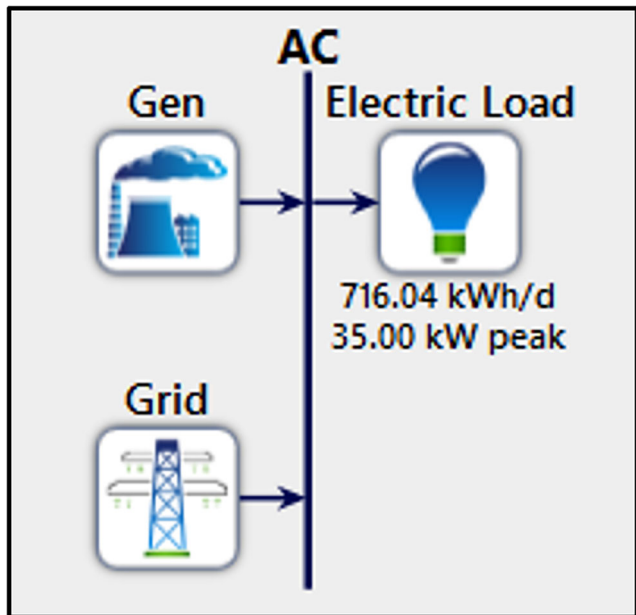 AC
Gen
Electric Load
716.04 kWh/d
35.00 kW peak
Grid